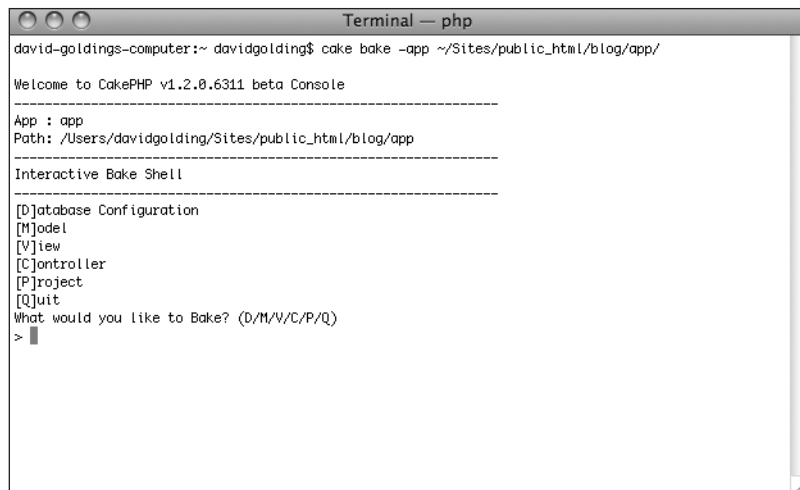 Terminal — php
david-goldings-computer:~ davidgolding$ cake bake -app ~/Sites/public_html/blog/app/
Welcome to CakePHP v1.2.0.6311 beta Console
---------------------------------------------------------------
App : app
Path: /Users/davidgolding/Sites/public_html/blog/app
---------------------------------------------------------------
Interactive Bake Shell
---------------------------------------------------------------
[D]atabase Configuration
[M]odel
[V]iew
[C]ontroller
[P]roject
[Q]uit
What would you like to Bake? (D/M/V/C/P/Q)
>